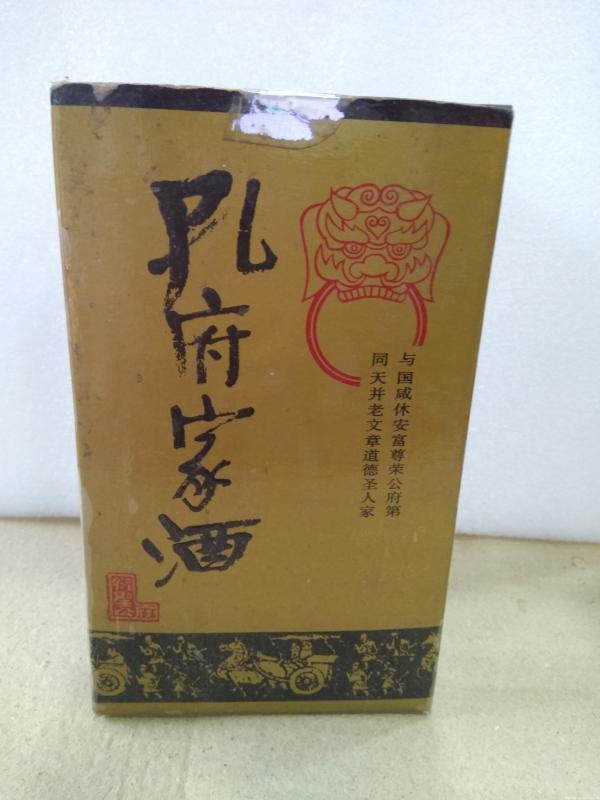 孔府家酒
与国咸休安富尊荣公府第
同天并老文章道德圣人家